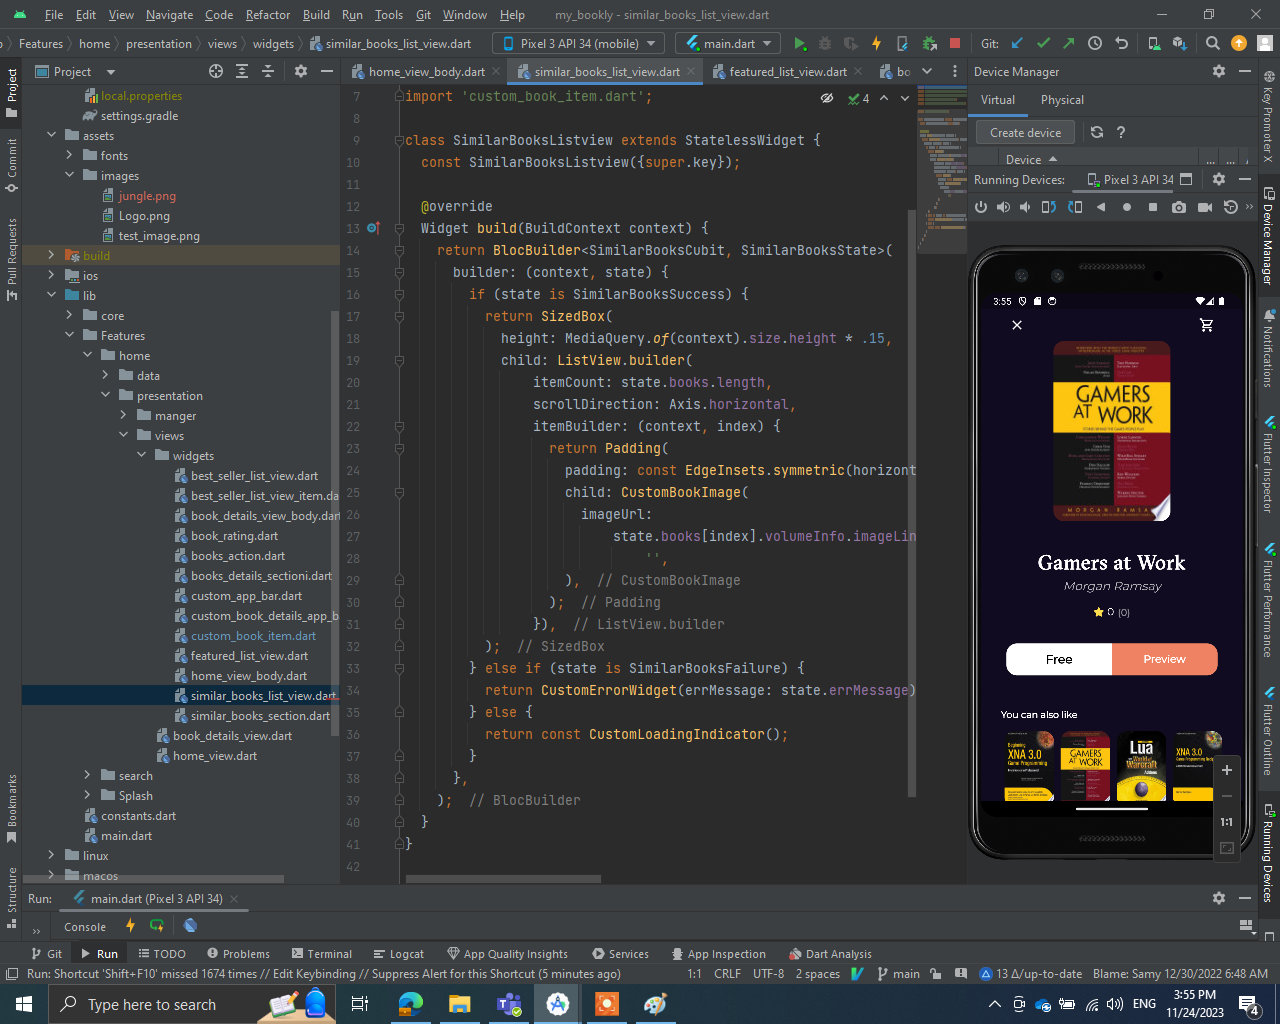 File Edit View Navigate Code Refactor Build Run Tools Git Window Help my_bookly - similar_books_list_view.dart
Features home presentation views widgets similar_books_list_view.dart Pixel 3 API 34 (mobile) main.dart Git:
Project
home_view_body.dart similar_books_list_view.dart featured_list_view.dart bo
Device Manager
local.properties
settings.gradle
assets
fonts
images
jungle.png
Logo.png
test_image.png
build
ios
lib
core
Features
home
data
presentation
manger
views
widgets
best_seller_list_view.dart
best_seller_list_view_item.da
book_details_view_body.dart
book_rating.dart
books_action.dart
books_details_sectioni.dart
custom_app_bar.dart
custom_book_details_app_b
custom_book_item.dart
featured_list_view.dart
home_view_body.dart
similar_books_list_view.dart
similar_books_section.dart
book_details_view.dart
home_view.dart
search
Splash
constants.dart
main.dart
linux
macos
4
7 import 'custom_book_item.dart';
8
9 class SimilarBooksListview extends StatelessWidget {
10 const SimilarBooksListview({super.key});
11
12 @override
13 Widget build(BuildContext context) {
14 return BlocBuilder<SimilarBooksCubit, SimilarBooksState>(
15 builder: (context, state) {
16 if (state is SimilarBooksSuccess) {
17 return SizedBox(
18 height: MediaQuery.of(context).size.height * .15,
19 child: ListView.builder(
20 itemCount: state.books.length,
21 scrollDirection: Axis.horizontal,
22 itemBuilder: (context, index) {
23 return Padding(
24 padding: const EdgeInsets.symmetric(horizont
25 child: CustomBookImage(
26 imageUrl:
27 state.books[index].volumeInfo.imageLin
28 '',
29 ), // CustomBookImage
30 ); // Padding
31 }), // ListView.builder
32 ); // SizedBox
33 } else if (state is SimilarBooksFailure) {
34 return CustomErrorWidget(errMessage: state.errMessage)
35 } else {
36 return const CustomLoadingIndicator();
37 }
38 },
39 ); // BlocBuilder
40 }
41 }
42
Virtual Physical
Create device ?
Device ... ...
Running Devices: Pixel 3 API 34
3:55
GAMERS
AT WORK
MORGAN RAMSA
Gamers at Work
Morgan Ramsay
0 (0)
Free Preview
You can also like
Beginning
XNA 3.0
Game Programming
GAMERS
AT WORK
Lua
World of
Warcraft
Addons
XNA 3.0
1:1
Project
Commit
Pull Requests
Bookmarks
Structure
Key Promoter X
Device Manager
Notifications
Flutter Inspector
Flutter Performance
Flutter Outline
Running Devices
Run: main.dart (Pixel 3 API 34)
Console
Git Run TODO Problems Terminal Logcat App Quality Insights Services App Inspection Dart Analysis
Run: Shortcut 'Shift+F10' missed 1674 times // Edit Keybinding // Suppress Alert for this Shortcut (5 minutes ago) 1:1 CRLF UTF-8 2 spaces main 13 Δ/up-to-date Blame: Samy 12/30/2022 6:48 AM
Type here to search
ENG
3:55 PM
11/24/2023
4